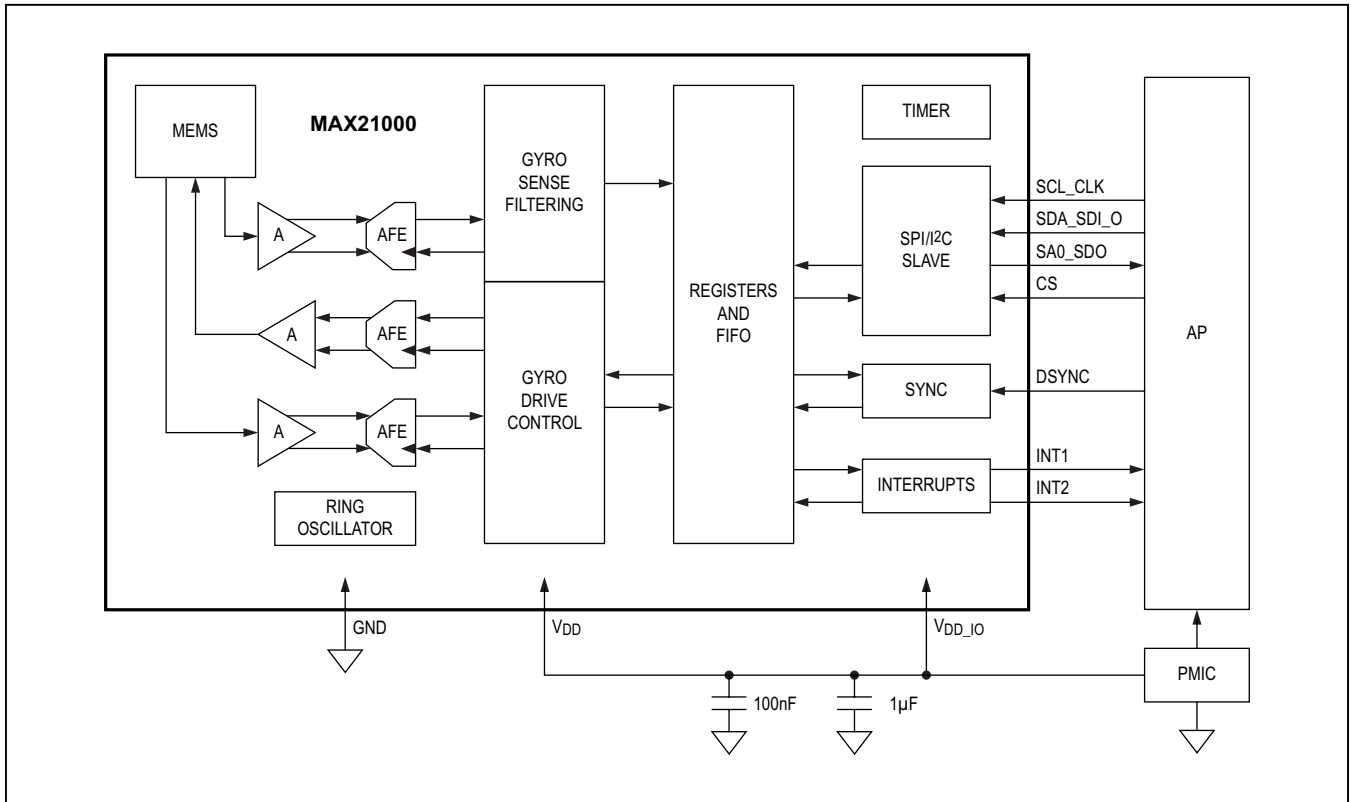 MEMS
MAX21000
GYRO
SENSE
FILTERING
TIMER
A
AFE
SPI/I2C
SLAVE
SCL_CLK
SDA_SDI_O
SA0_SDO
CS
A
AFE
REGISTERS
AND
FIFO
AP
GYRO
DRIVE
CONTROL
SYNC
DSYNC
A
AFE
INTERRUPTS
INT1
INT2
RING
OSCILLATOR
GND
VDD
VDD_IO
PMIC
100nF
1µF